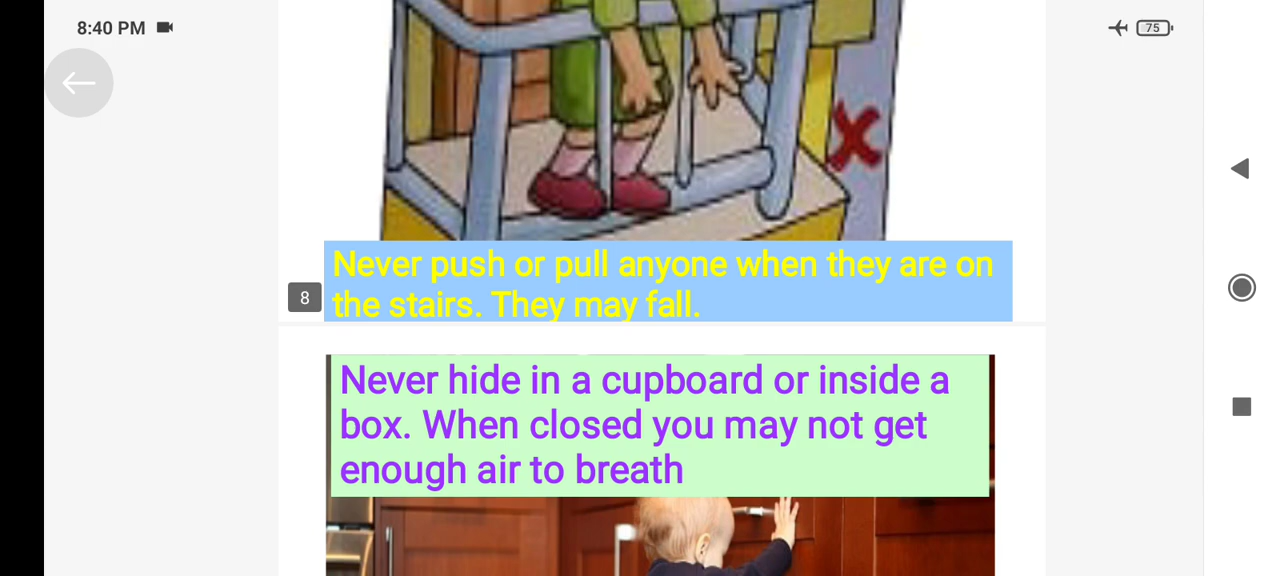 8:40 PM
75
Never push or pull anyone when they are on
8
the stairs. They may fall.
Never hide in a cupboard or inside a
box. When closed you may not get
enough air to breath